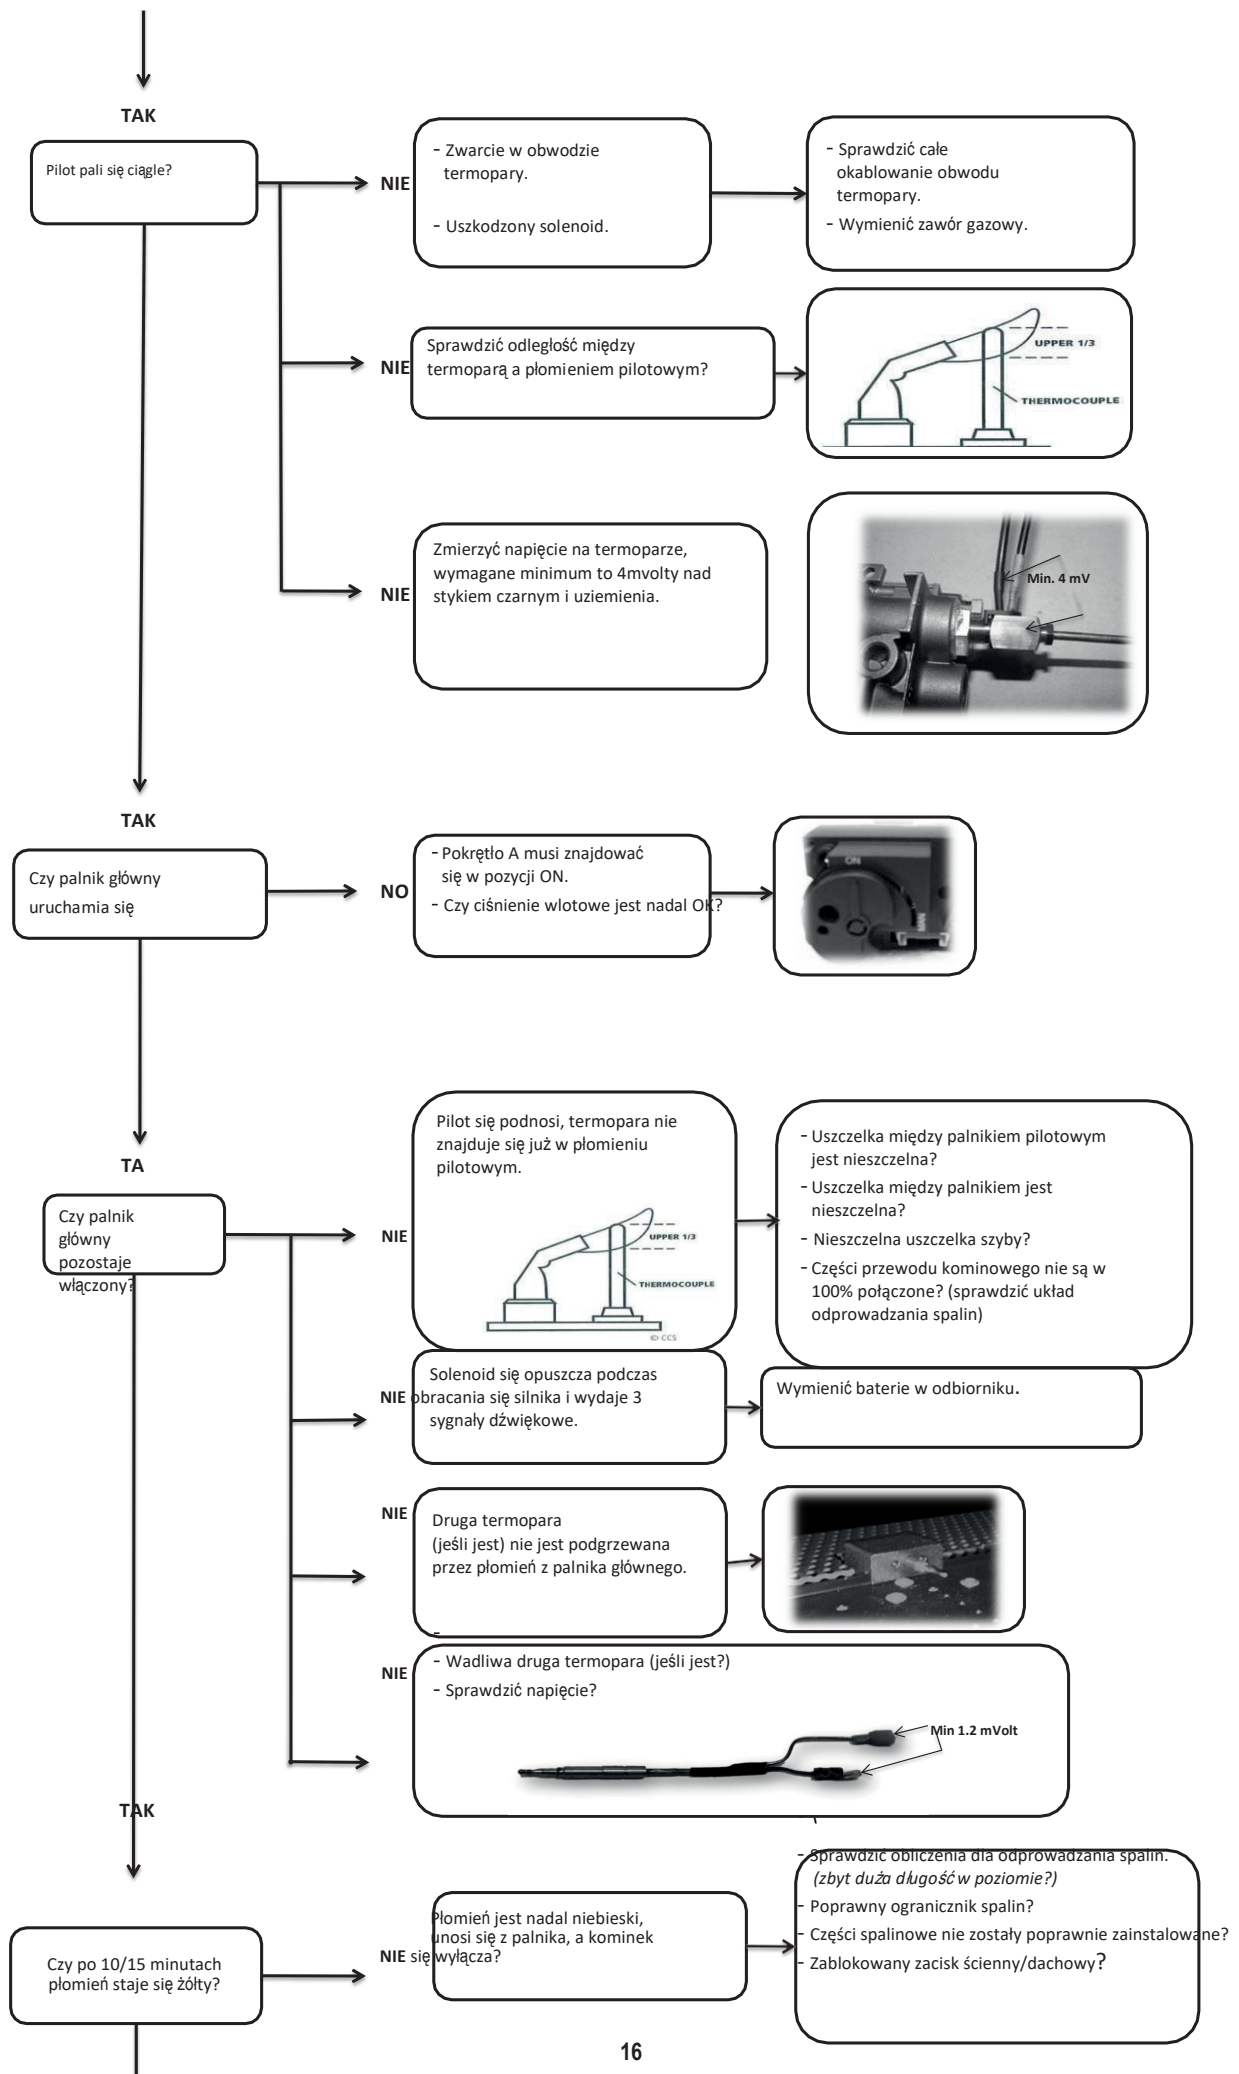 TAK
Pilot pali się ciągle?
NIE
- Zwarcie w obwodzie
termopary.
- Uszkodzony solenoid.
- Sprawdzić całe
okablowanie obwodu
termopary.
- Wymienić zawór gazowy.
NIE
Sprawdzić odległość między
termoparą a płomieniem pilotowym?
UPPER 1/3
THERMOCOUPLE
NIE
Zmierzyć napięcie na termoparze,
wymagane minimum to 4mvolty nad
stykiem czarnym i uziemienia.
Min. 4 mV
TAK
Czy palnik główny
uruchamia się
NO
- Pokrętło A musi znajdować
się w pozycji ON.
- Czy ciśnienie wlotowe jest nadal OK?
ON
TA
Czy palnik
główny
pozostaje
włączony?
NIE
Pilot się podnosi, termopara nie
znajduje się już w płomieniu
pilotowym.
UPPER 1/3
THERMOCOUPLE
© CCS
- Uszczelka między palnikiem pilotowym
jest nieszczelna?
- Uszczelka między palnikiem jest
nieszczelna?
- Nieszczelna uszczelka szyby?
- Części przewodu kominowego nie są w
100% połączone? (sprawdzić układ
odprowadzania spalin)
Solenoid się opuszcza podczas
NIE obracania się silnika i wydaje 3
sygnały dźwiękowe.
Wymienić baterie w odbiorniku.
NIE
Druga termopara
(jeśli jest) nie jest podgrzewana
przez płomień z palnika głównego.
-
NIE
- Wadliwa druga termopara (jeśli jest?)
- Sprawdzić napięcie?
Min 1.2 mVolt
TAK
Czy po 10/15 minutach
płomień staje się żółty?
Płomień jest nadal niebieski,
unosi się z palnika, a kominek
NIE się wyłącza?
- Sprawdzić obliczenia dla odprowadzania spalin.
(zbyt duża długość w poziomie?)
- Poprawny ogranicznik spalin?
- Części spalinowe nie zostały poprawnie zainstalowane?
- Zablokowany zacisk ścienny/dachowy?
16